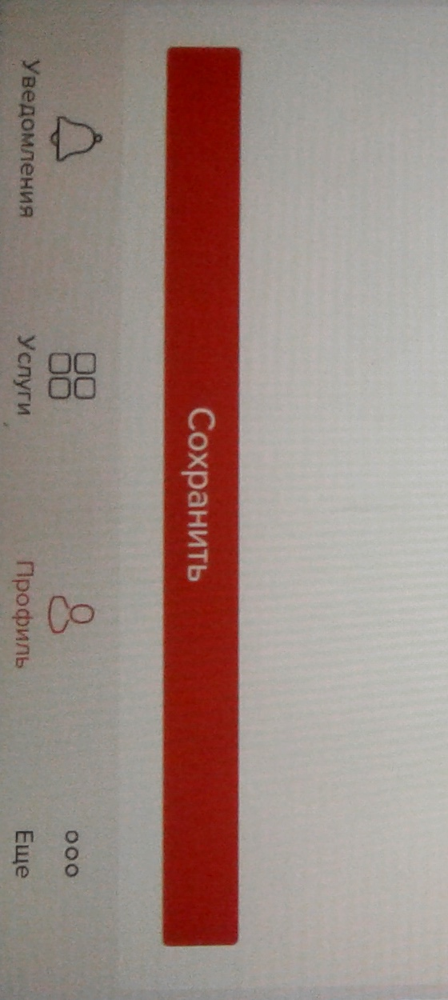 Сохранить
Уведомления
Услуги
Профиль
Еще